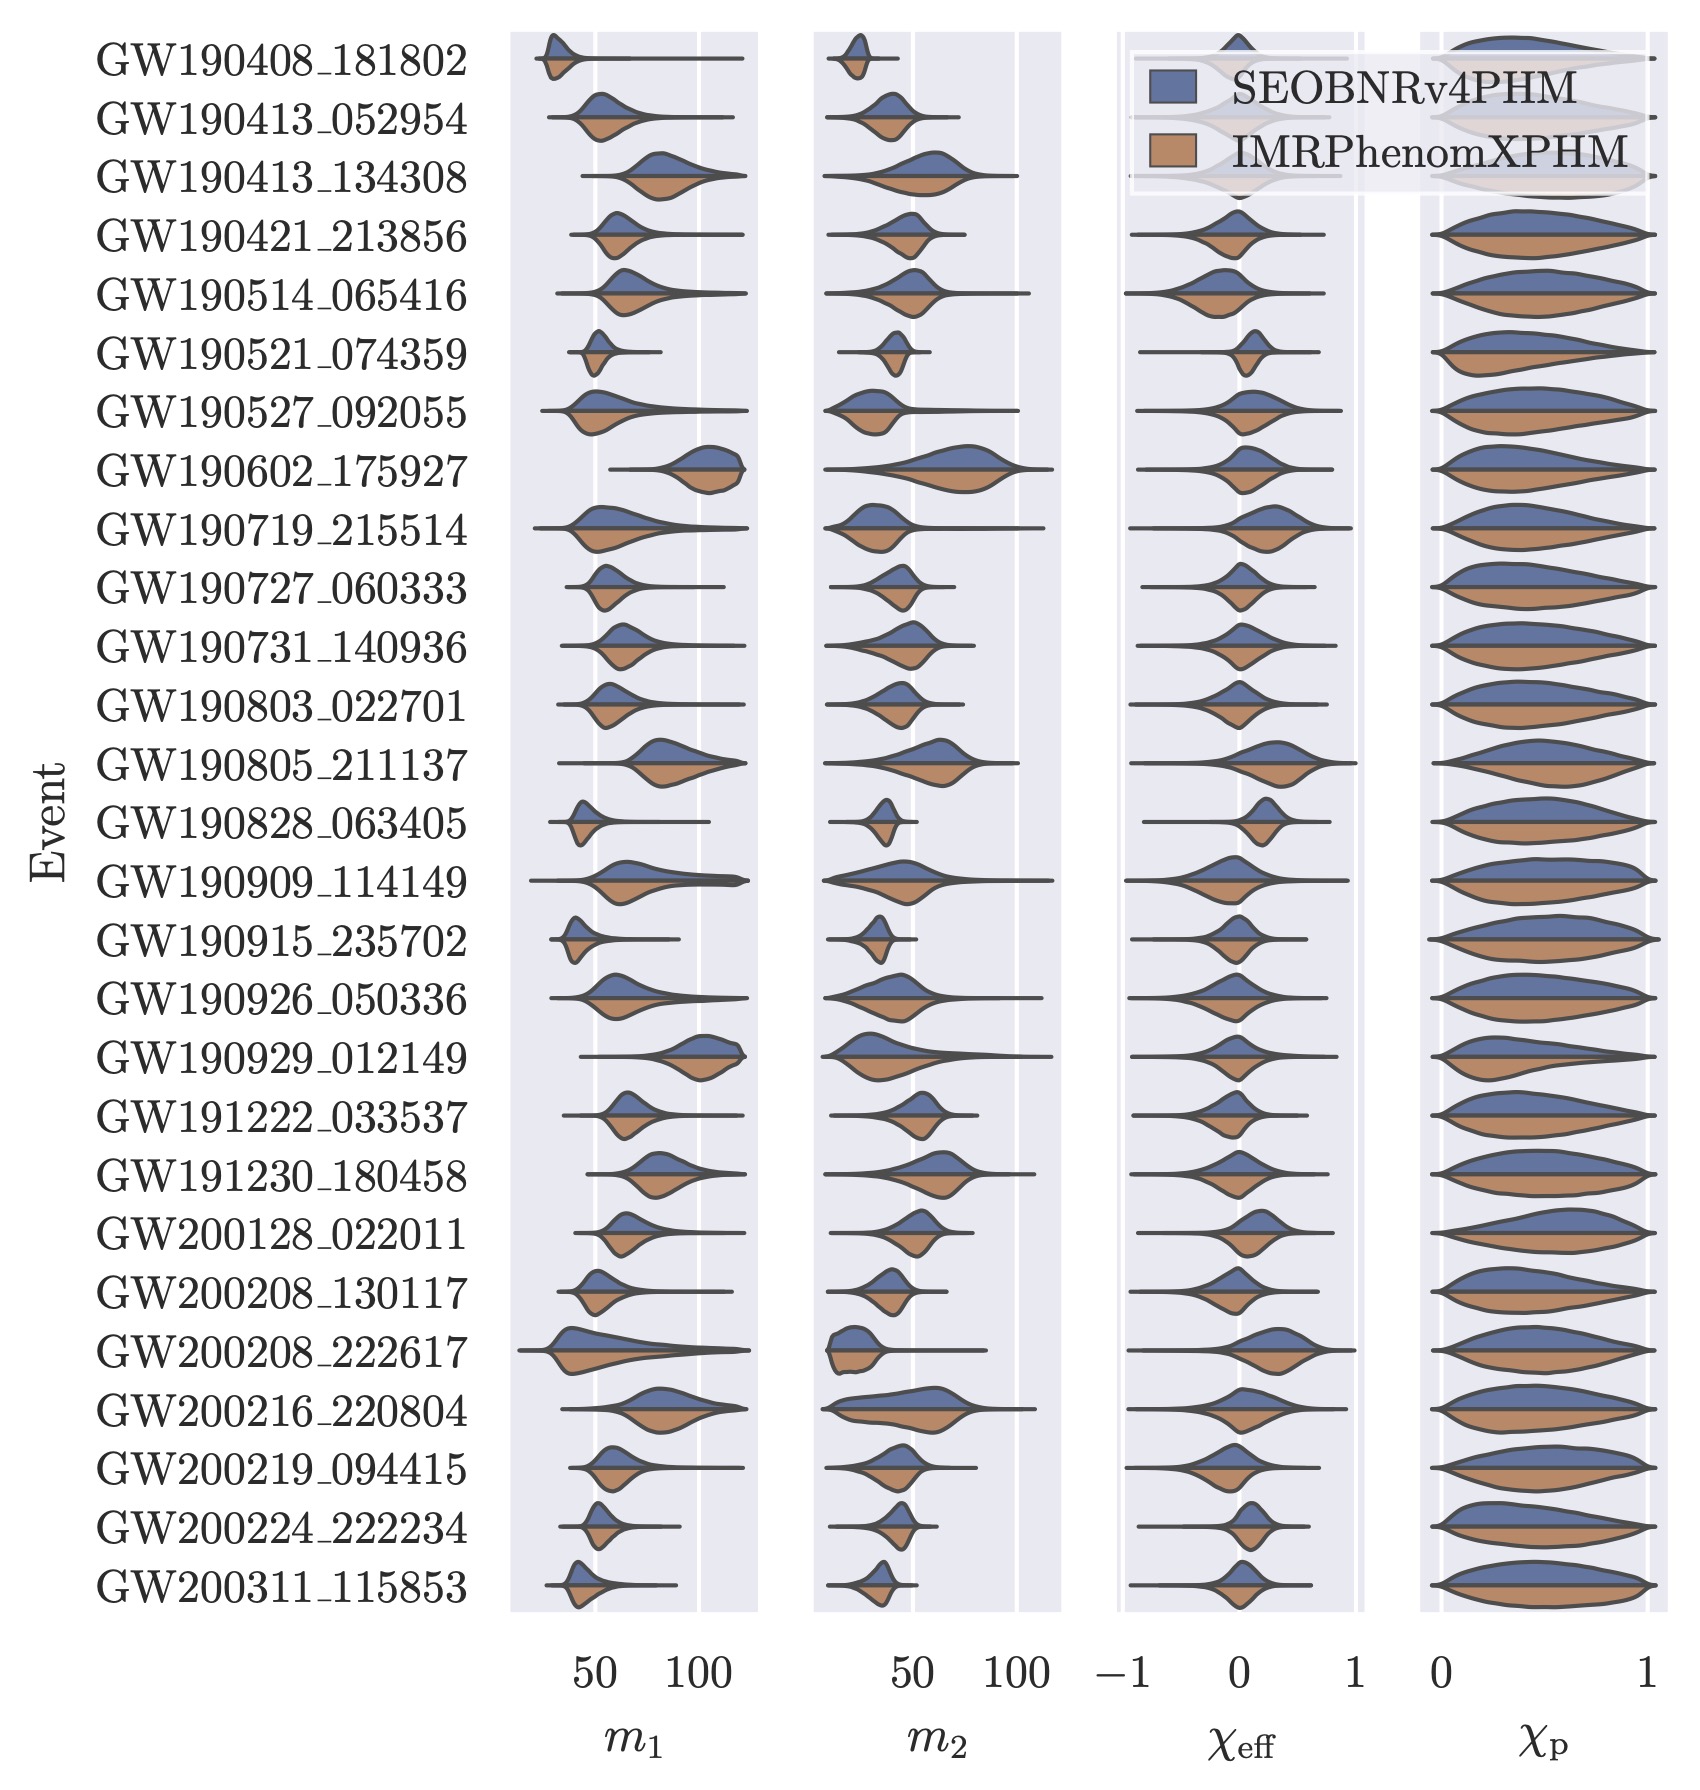 GW190408_181802
GW190413_052954
GW190413_134308
GW190421_213856
GW190514_065416
GW190521_074359
GW190527_092055
GW190602_175927
GW190719_215514
GW190727_060333
GW190731_140936
GW190803_022701
GW190805_211137
GW190828_063405
GW190909_114149
GW190915_235702
GW190926_050336
GW190929_012149
GW191222_033537
GW191230_180458
GW200128_022011
GW200208_130117
GW200208_222617
GW200216_220804
GW200219_094415
GW200224_222234
GW200311_115853
Event
SEOBNRv4PHM
IMRPhenomXPHM
50 100 50 100 −1 0 1 0 1
m₁ m₂ χeff χp